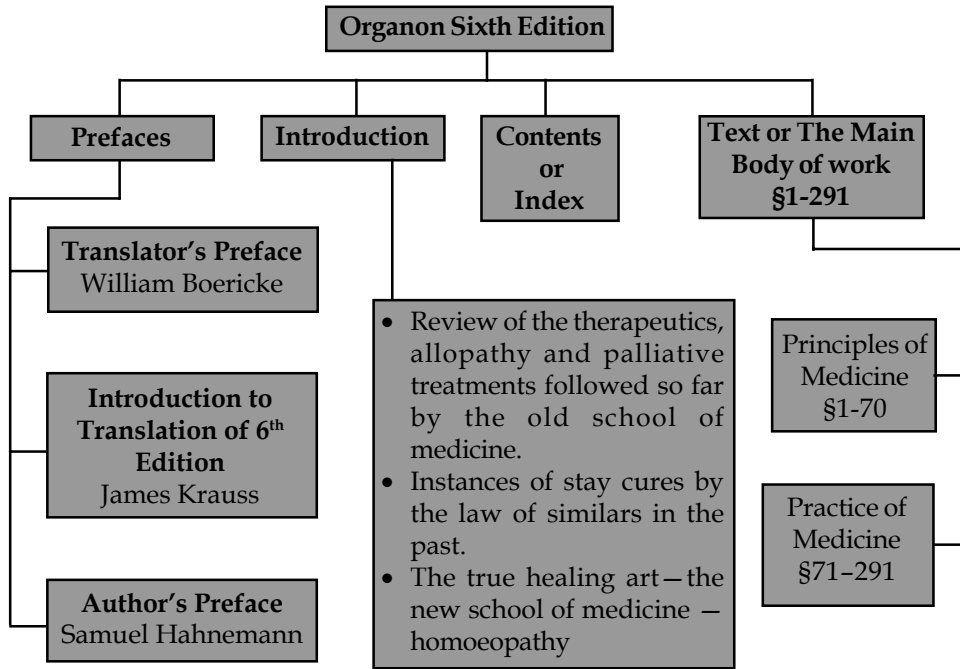 Organon Sixth Edition
Prefaces
Introduction
Contents
or
Index
Text or The Main
Body of work
§1-291
Translator's Preface
William Boericke
Introduction to
Translation of 6th
Edition
James Krauss
Author's Preface
Samuel Hahnemann
• Review of the therapeutics,
allopathy and palliative
treatments followed so far
by the old school of
medicine.
• Instances of stay cures by
the law of similars in the
past.
• The true healing art—the
new school of medicine —
homoeopathy
Principles of
Medicine
§1-70
Practice of
Medicine
§71–291